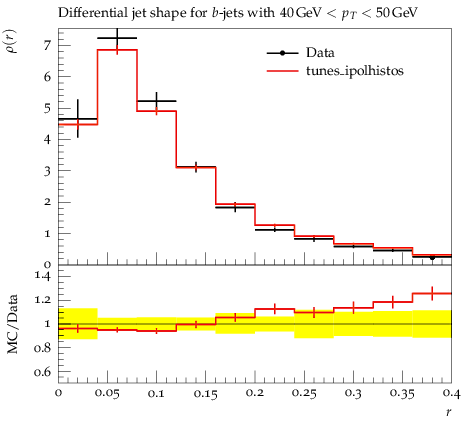 Differential jet shape for b-jets with 40 GeV < p_T < 50 GeV
ρ(r)
Data
tunes_ipolhistos
7
6
5
4
3
2
1
0
MC/Data
1.4
1.2
1
0.8
0.6
0 0.05 0.1 0.15 0.2 0.25 0.3 0.35 0.4
r